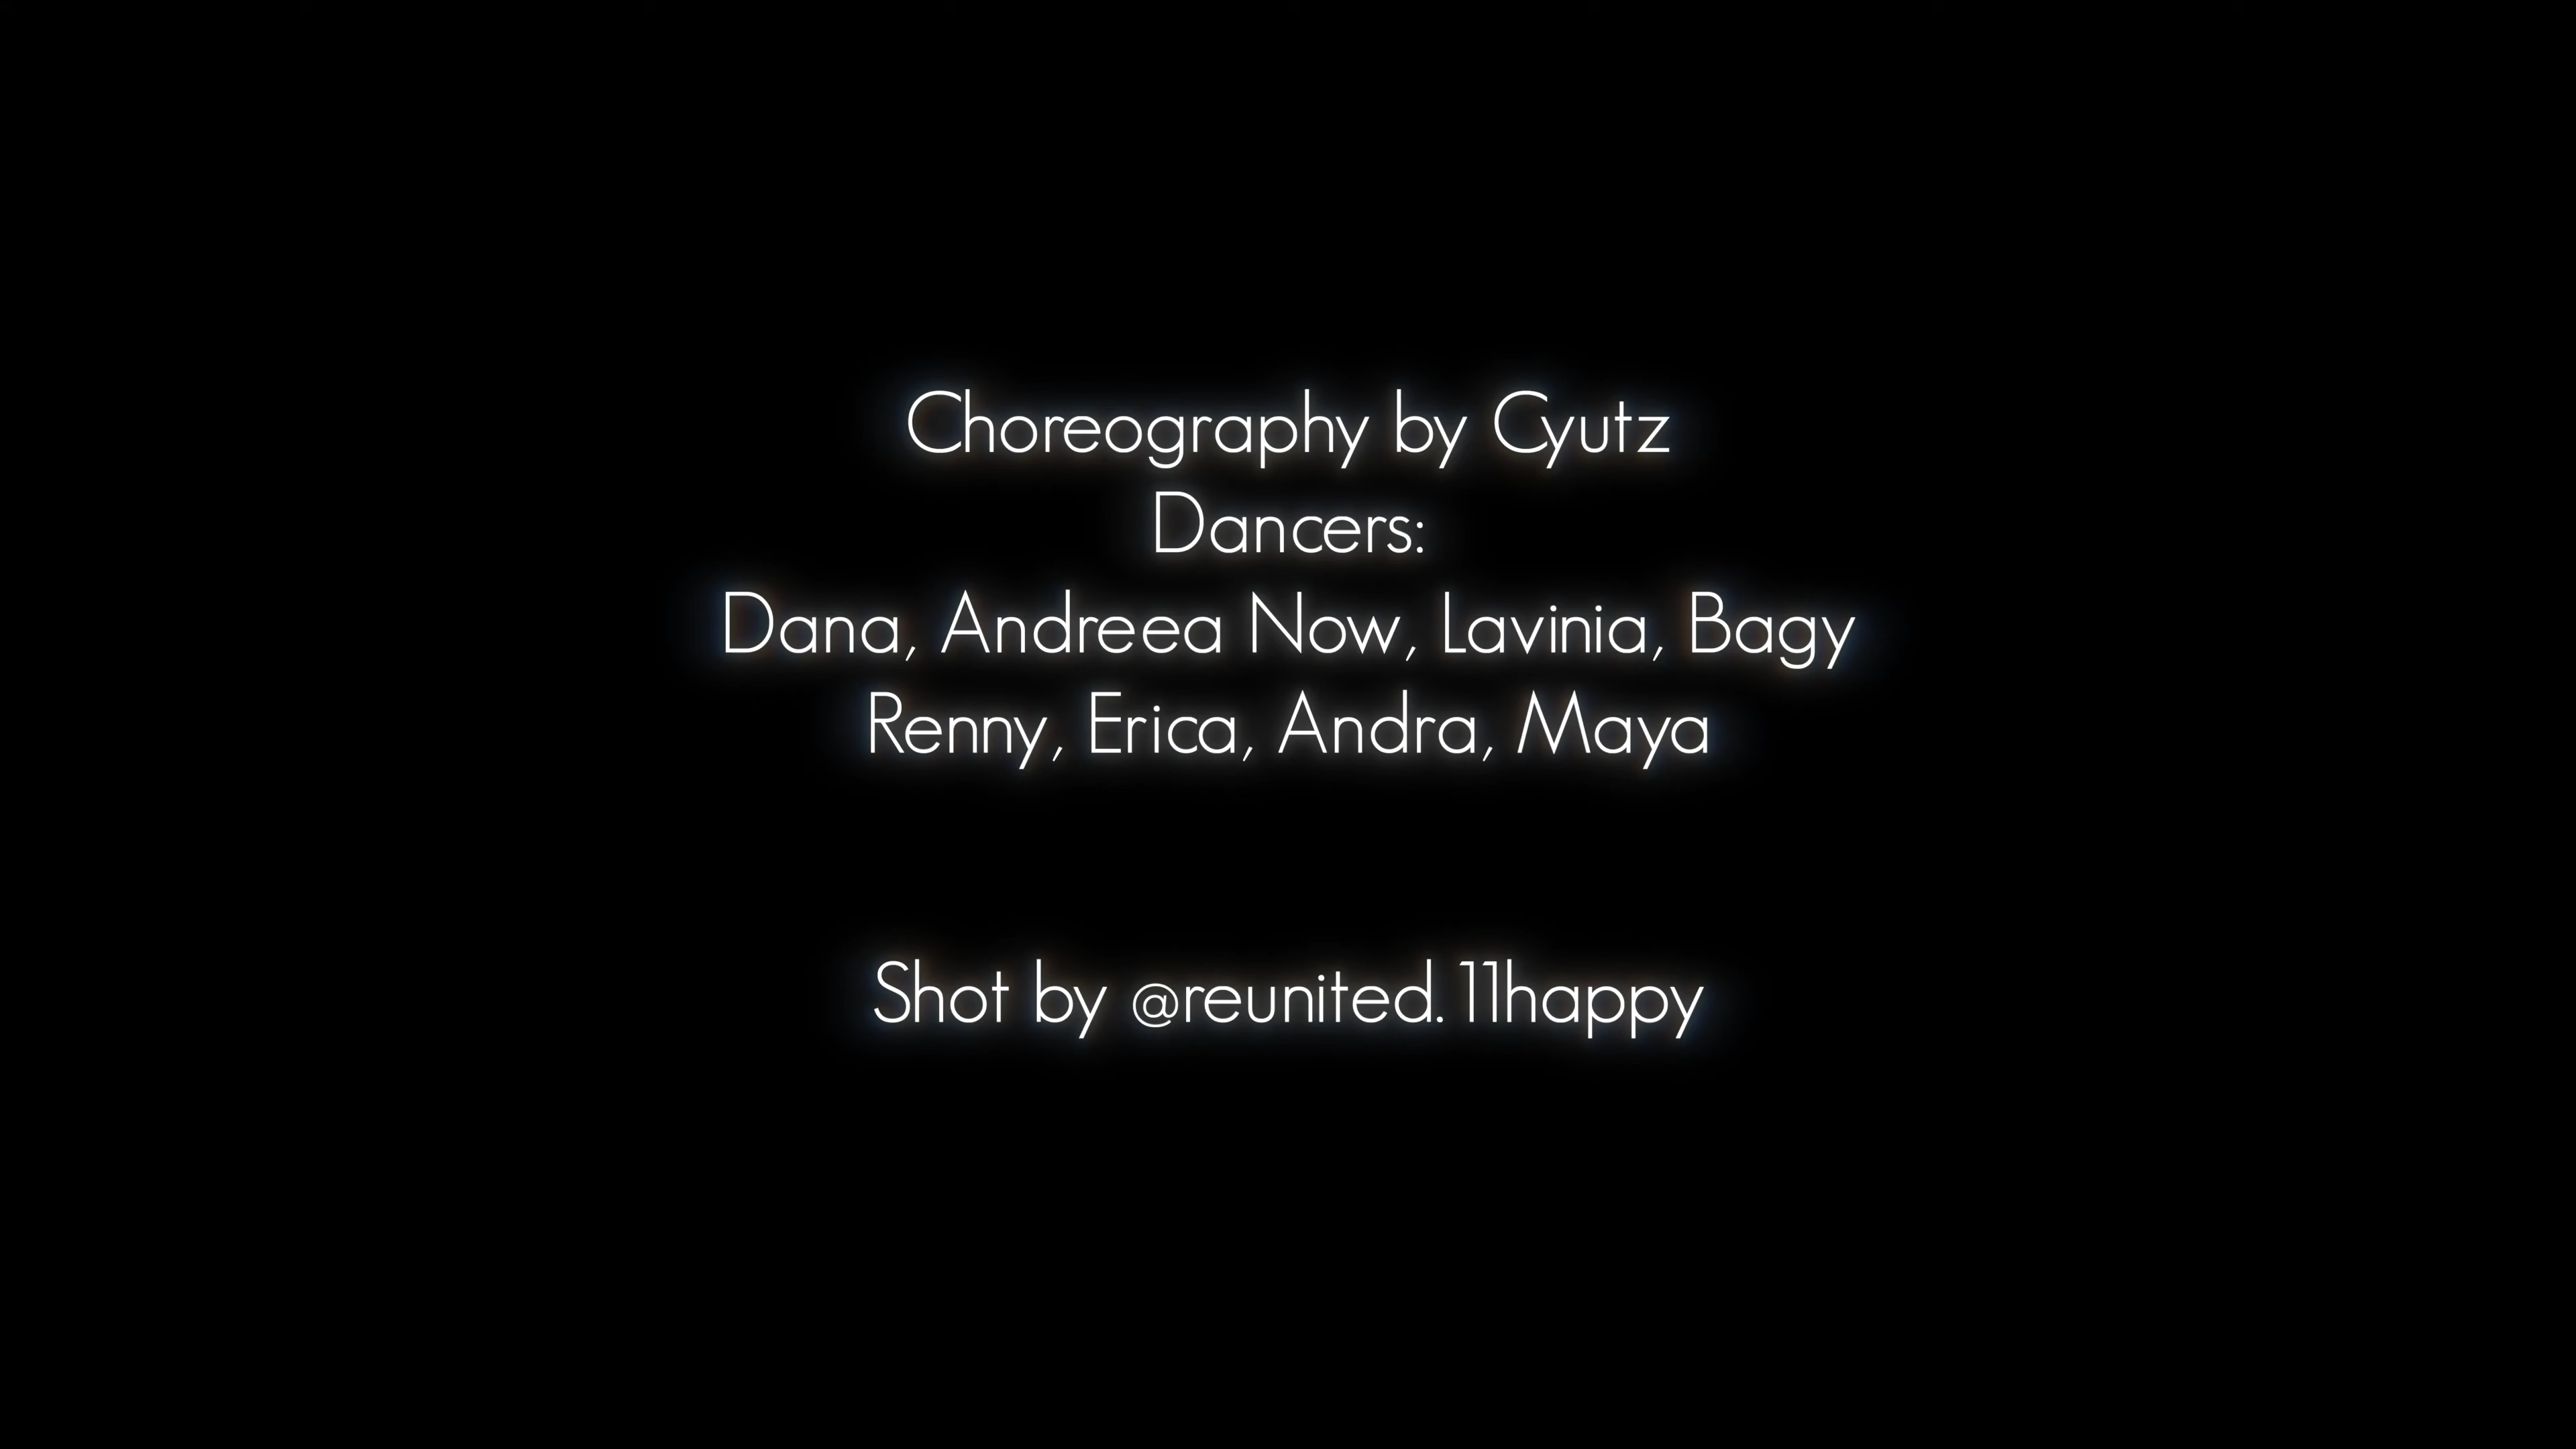 Choreography by Cyutz
Dancers:
Dana, Andreea Now, Lavinia, Bagy
Renny, Erica, Andra, Maya
Shot by @reunited.11happy